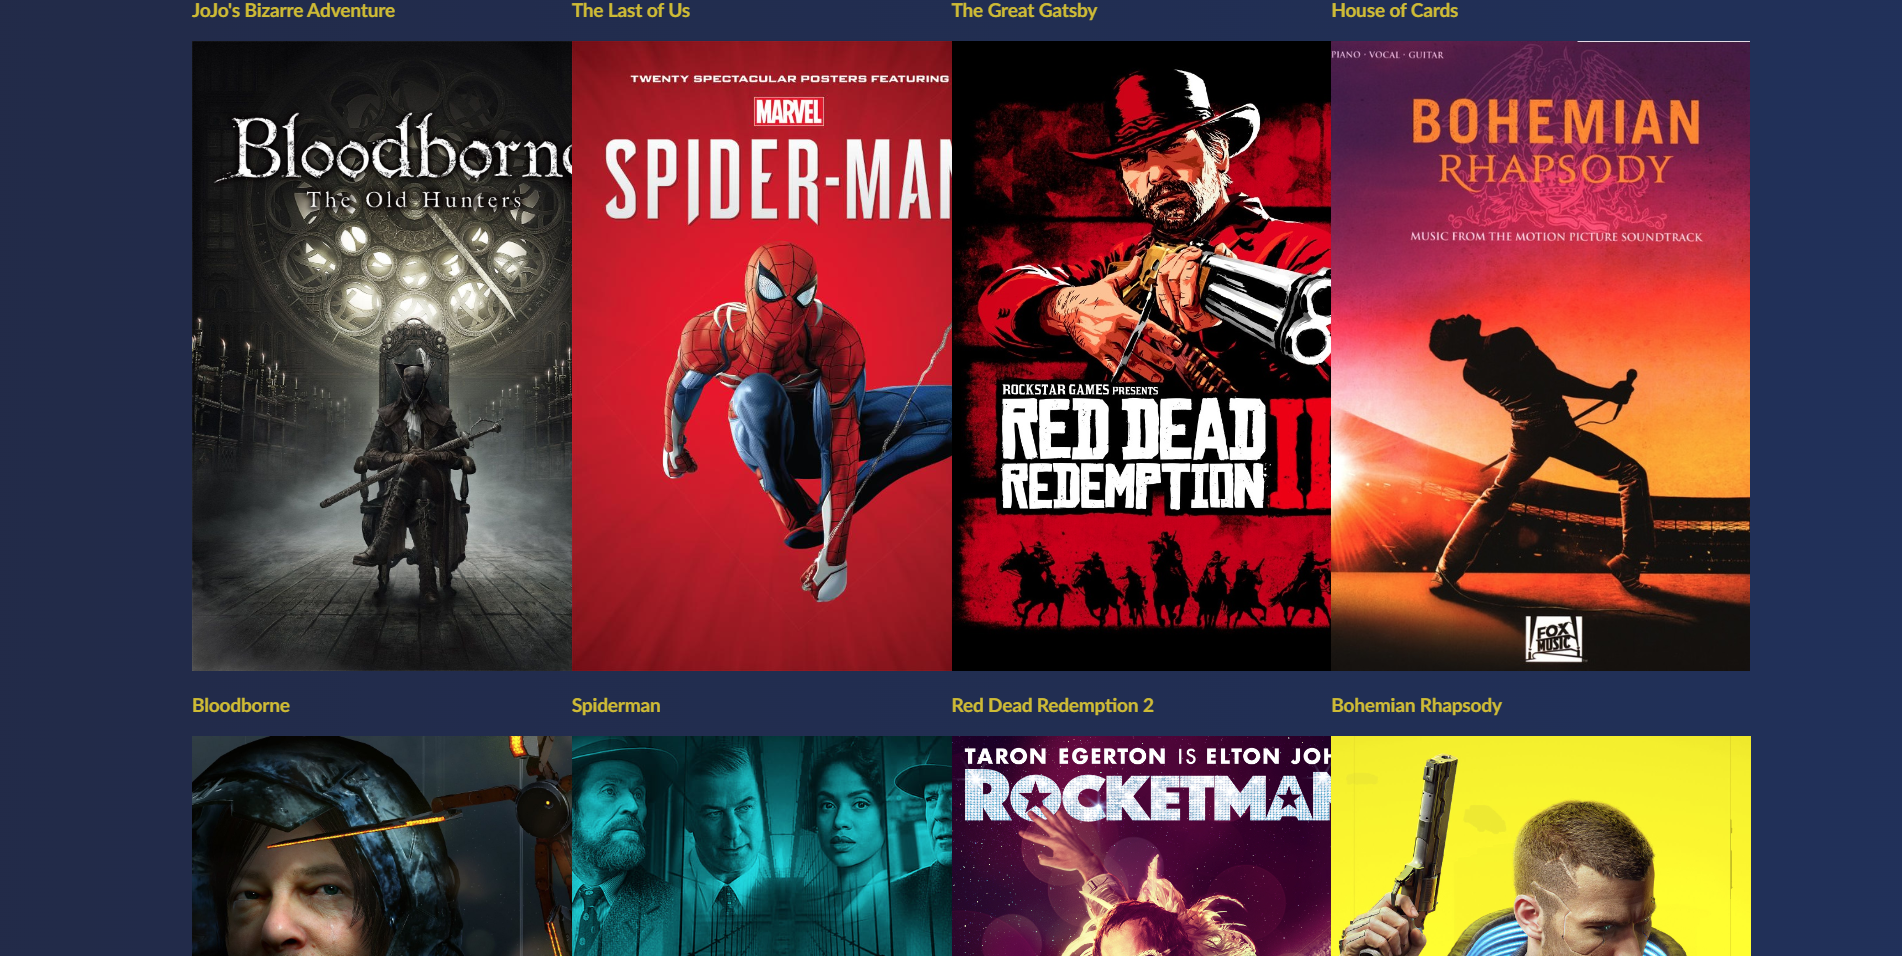 JoJo's Bizarre Adventure
The Last of Us
The Great Gatsby
House of Cards
Bloodborne
The Old Hunters
TWENTY SPECTACULAR POSTERS FEATURING
MARVEL
SPIDER-MAN
ROCKSTAR GAMES PRESENTS
RED DEAD
REDEMPTION II
PIANO · VOCAL · GUITAR
BOHEMIAN
RHAPSODY
MUSIC FROM THE MOTION PICTURE SOUNDTRACK
FOX
MUSIC
Bloodborne
Spiderman
Red Dead Redemption 2
Bohemian Rhapsody
TARON EGERTON IS ELTON JOH
ROCKETMAN